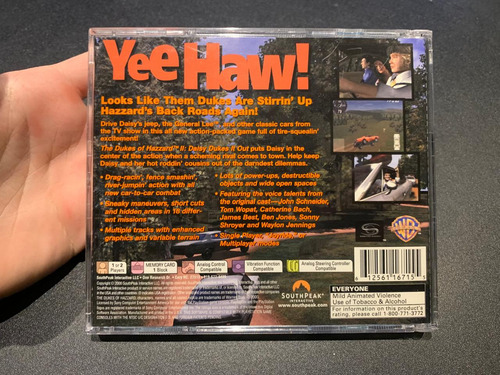 Yee Haw!
Looks Like Them Dukes Are Stirrin' Up
Hazzard's Back Roads Again!
Drive Daisy's jeep, the General Lee™, and other classic cars from
the TV show in this all new action-packed game full of tire-squealin'
excitement!
The Dukes of Hazzard™ II: Daisy Dukes It Out puts Daisy in the
center of the action when a scheming rival comes to town. Help keep
Daisy and her hot roddin' cousins out of the darndest dilemmas.
• Drag-racin', fence smashin',
river-jumpin' action with all
new car-to-car combat
• Sneaky maneuvers, short cuts
and hidden areas in 18 differ-
ent missions
• Multiple tracks with enhanced
graphics and variable terrain
• Lots of power-ups, destructible
objects and wide open spaces
• Featuring the voice talents from the
original cast—John Schneider,
Tom Wopat, Catherine Bach,
James Best, Ben Jones, Sonny
Shroyer and Waylon Jennings
• Single Player
Multiplayer modes
WB
6 12561 16715 5
1 or 2
Players
MEMORY CARD
1 Block
Analog Control
Compatible
Vibration Function
Compatible
Analog Steering Controller
Compatible
SOUTHPEAK
INTERACTIVE
www.southpeak.com
EVERYONE
Mild Animated Violence
Use of Tobacco & Alcohol
For information on this product's
rating, please call 1-800-771-3772